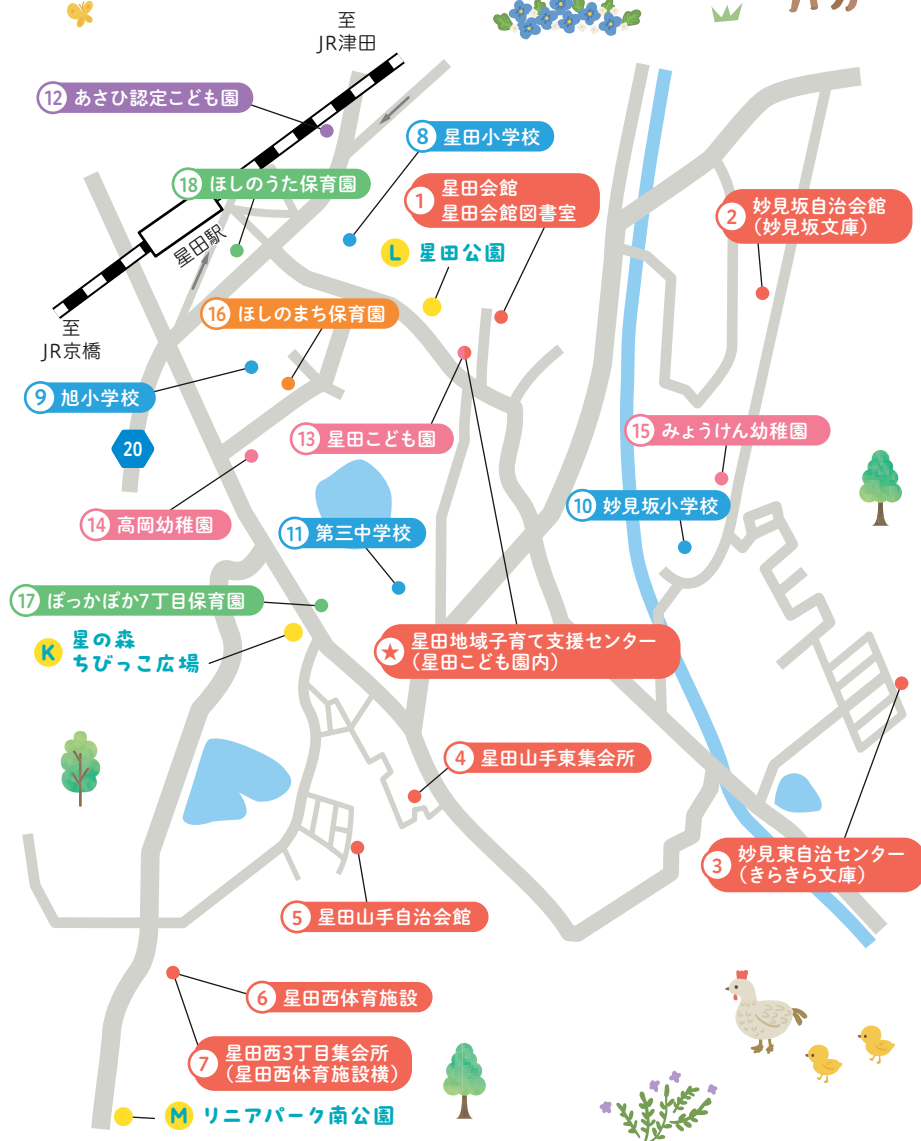 至
JR津田
12 あさひ認定こども園
8 星田小学校
18 ほしのうた保育園
1 星田会館
星田会館図書室
2 妙見坂自治会館
(妙見坂文庫)
星田駅
L 星田公園
16 ほしのまち保育園
至
JR京橋
9 旭小学校
20
13 星田こども園
15 みょうけん幼稚園
14 高岡幼稚園
11 第三中学校
10 妙見坂小学校
17 ぽっかぽか7丁目保育園
K 星の森
ちびっこ広場
★ 星田地域子育て支援センター
(星田こども園内)
4 星田山手東集会所
3 妙見東自治センター
(きらきら文庫)
5 星田山手自治会館
6 星田西体育施設
7 星田西3丁目集会所
(星田西体育施設横)
M リニアパーク南公園